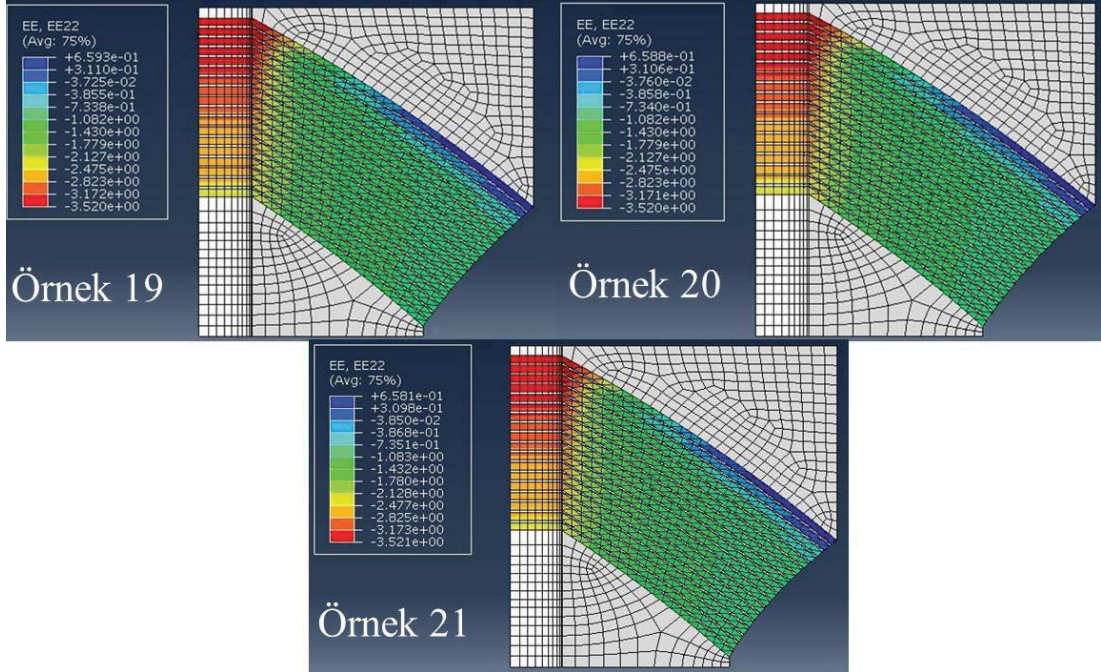 EE, EE22
(Avg: 75%)
+6.593e-01
+3.110e-01
-3.725e-02
-3.855e-01
-7.338e-01
-1.082e+00
-1.430e+00
-1.779e+00
-2.127e+00
-2.475e+00
-2.823e+00
-3.172e+00
-3.520e+00
Örnek 19
EE, EE22
(Avg: 75%)
+6.588e-01
+3.106e-01
-3.760e-02
-3.858e-01
-7.340e-01
-1.082e+00
-1.430e+00
-1.779e+00
-2.127e+00
-2.475e+00
-2.823e+00
-3.171e+00
-3.520e+00
Örnek 20
EE, EE22
(Avg: 75%)
+6.581e-01
+3.098e-01
-3.850e-02
-3.868e-01
-7.351e-01
-1.083e+00
-1.432e+00
-1.780e+00
-2.128e+00
-2.477e+00
-2.825e+00
-3.173e+00
-3.521e+00
Örnek 21